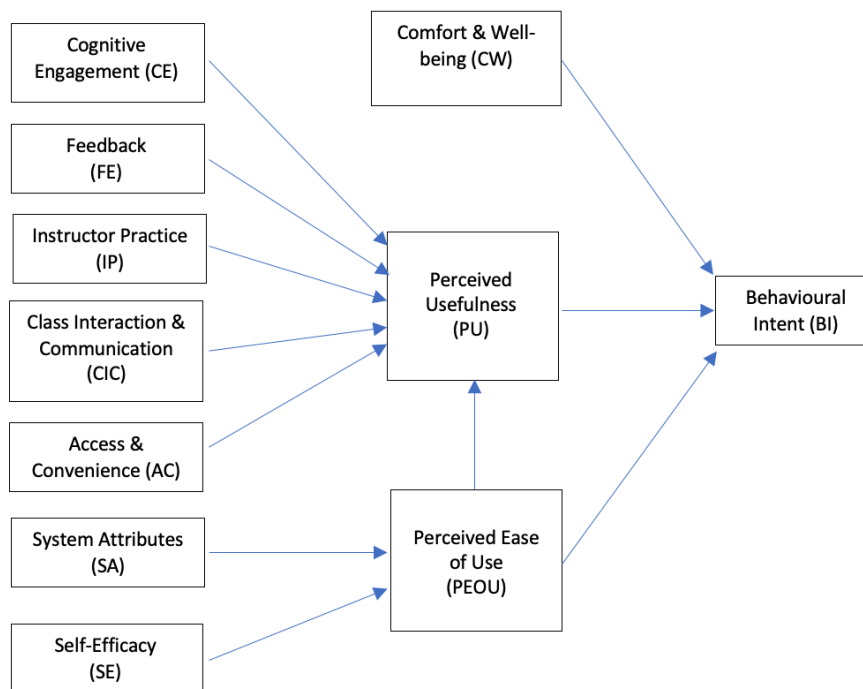 Cognitive
Engagement (CE)
Comfort & Well-
being (CW)
Feedback
(FE)
Instructor Practice
(IP)
Class Interaction &
Communication
(CIC)
Access &
Convenience (AC)
System Attributes
(SA)
Self-Efficacy
(SE)
Perceived
Usefulness
(PU)
Perceived Ease
of Use
(PEOU)
Behavioural
Intent (BI)